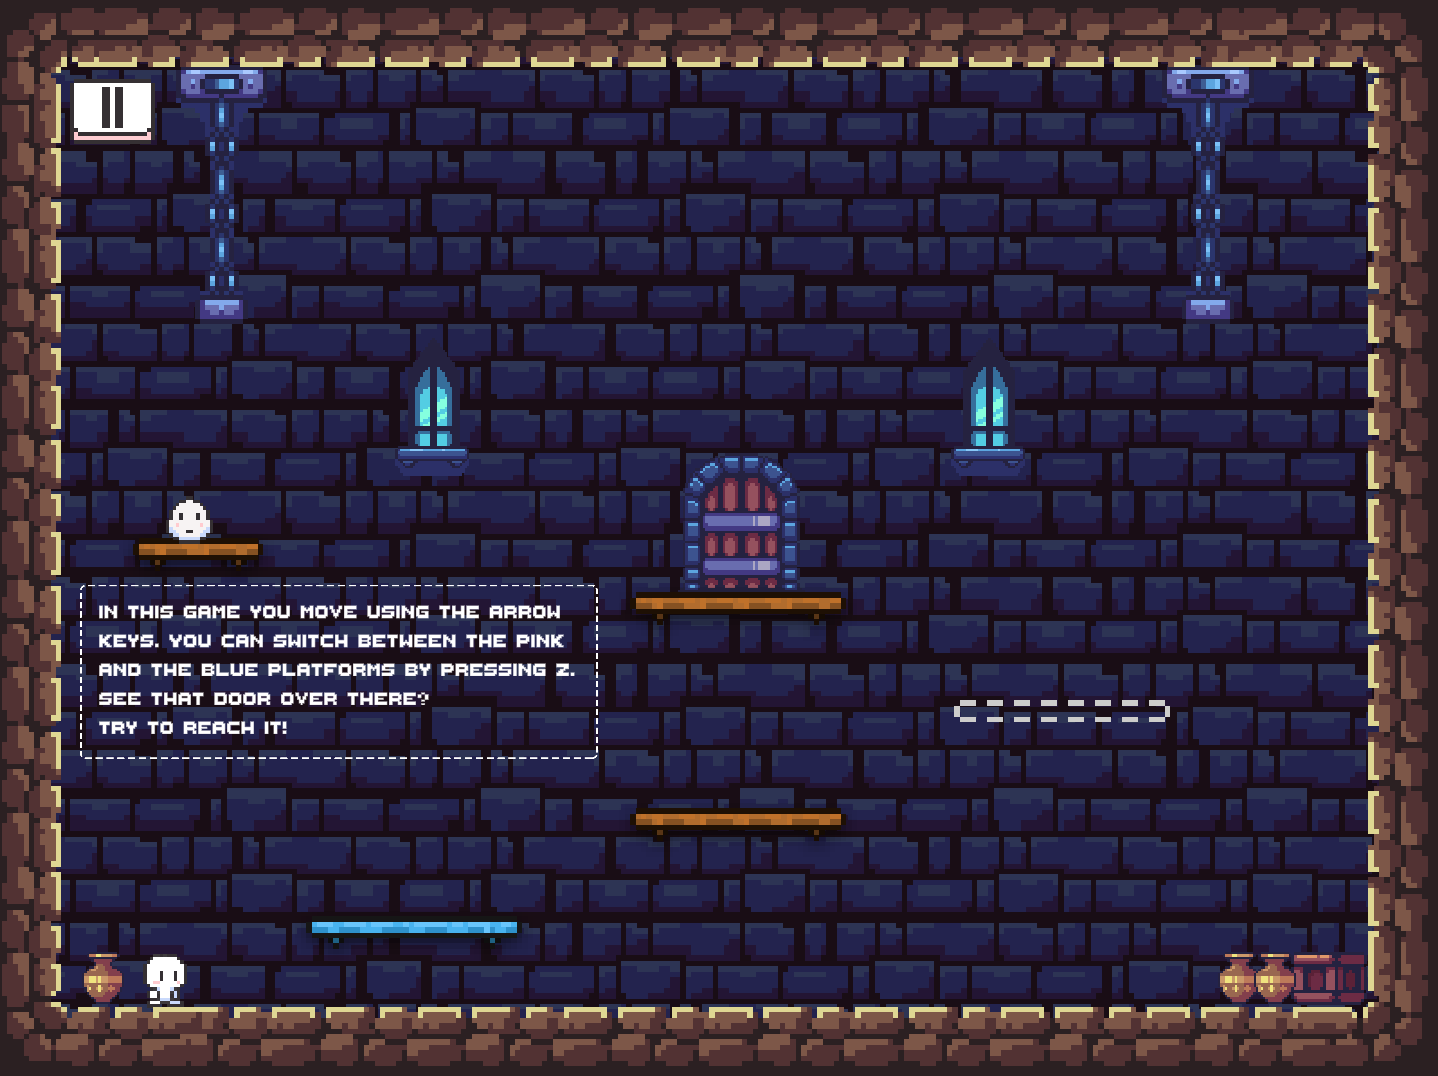 IN THIS GAME YOU MOVE USING THE ARROW
KEYS. YOU CAN SWITCH BETWEEN THE PINK
AND THE BLUE PLATFORMS BY PRESSING Z.
SEE THAT DOOR OVER THERE?
TRY TO REACH IT!